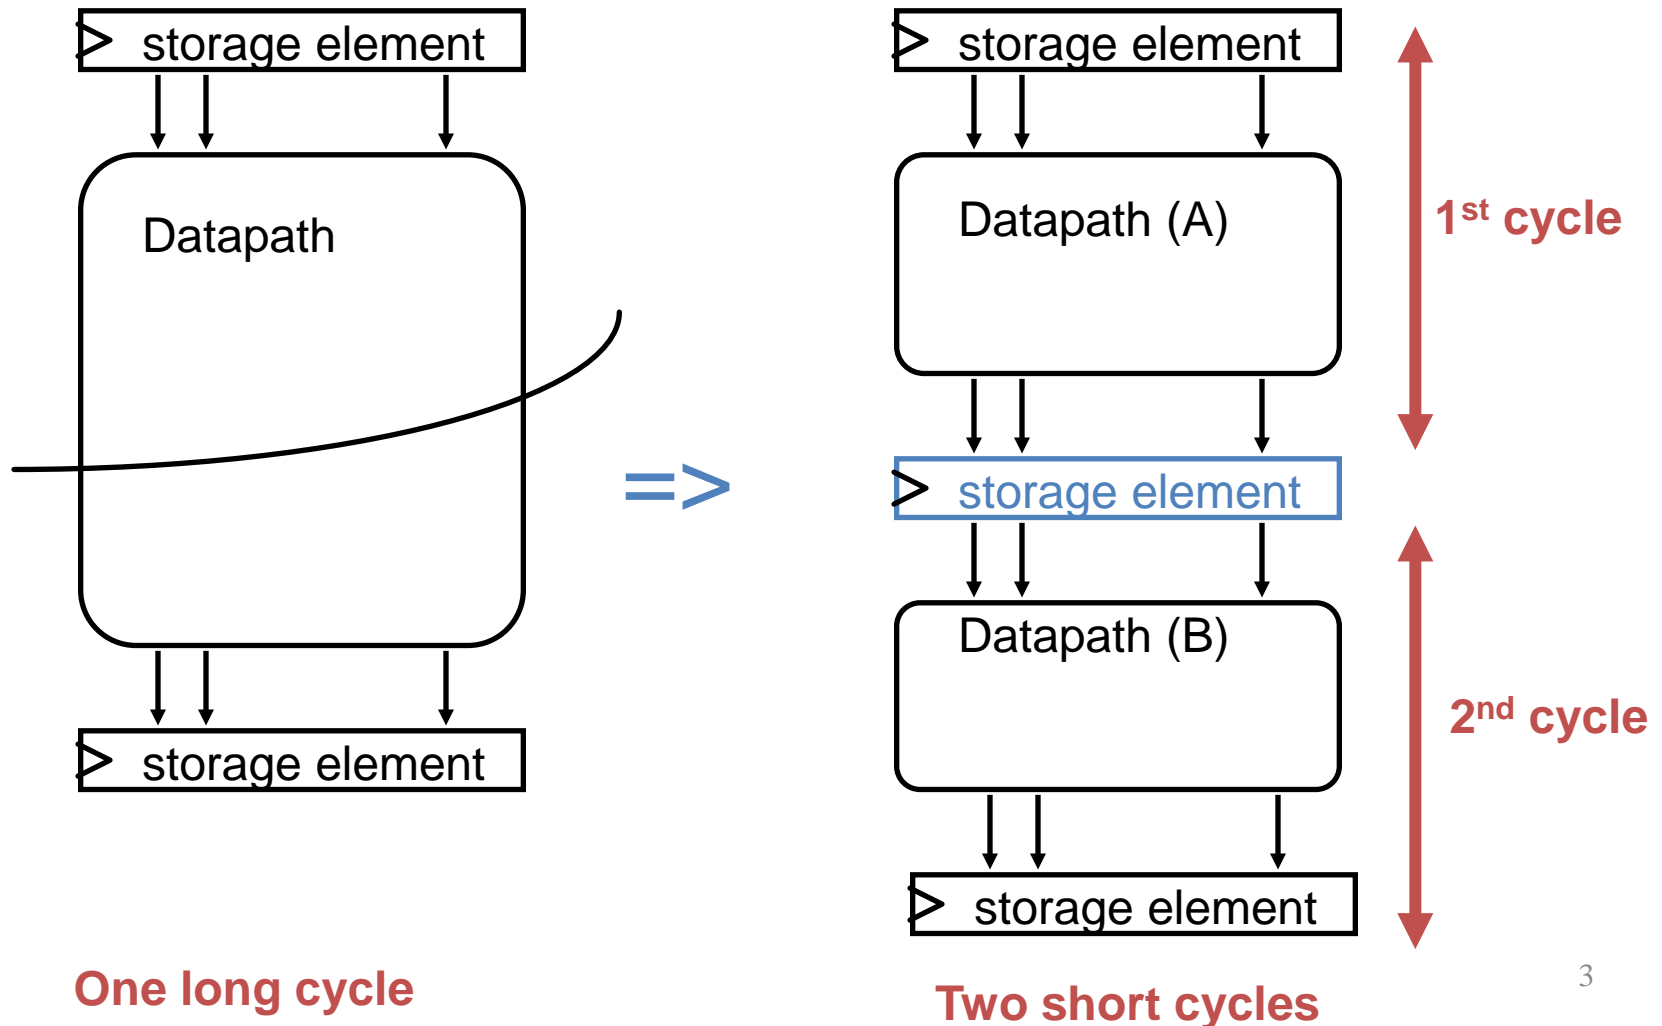 storage element
Datapath
storage element
One long cycle
=>
storage element
Datapath (A)
storage element
Datapath (B)
storage element
Two short cycles
1st cycle
2nd cycle
3